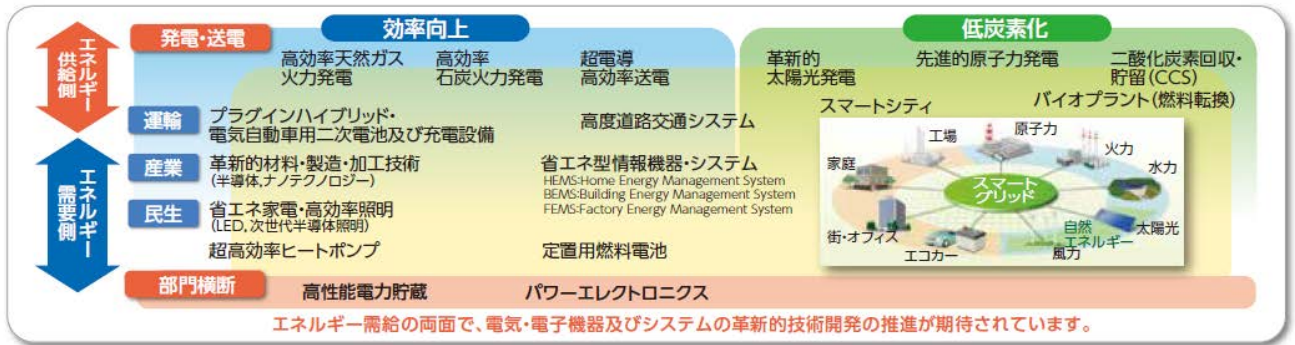 エネルギー
供給側
発電・送電
効率向上
低炭素化
高効率天然ガス
火力発電
高効率
石炭火力発電
超電導
高効率送電
革新的
太陽光発電
先進的原子力発電
二酸化炭素回収・
貯留(CCS)
バイオプラント(燃料転換)
スマートシティ
運輸
プラグインハイブリッド・
電気自動車用二次電池及び充電設備
高度道路交通システム
エネルギー
需要側
産業
革新的材料・製造・加工技術
(半導体,ナノテクノロジー)
省エネ型情報機器・システム
HEMS:Home Energy Management System
BEMS:Building Energy Management System
FEMS:Factory Energy Management System
民生
省エネ家電・高効率照明
(LED,次世代半導体照明)
超高効率ヒートポンプ
定置用燃料電池
工場
原子力
火力
水力
家庭
スマート
グリッド
太陽光
自然
エネルギー
風力
エコカー
街・オフィス
部門横断
高性能電力貯蔵
パワーエレクトロニクス
エネルギー需給の両面で、電気・電子機器及びシステムの革新的技術開発の推進が期待されています。